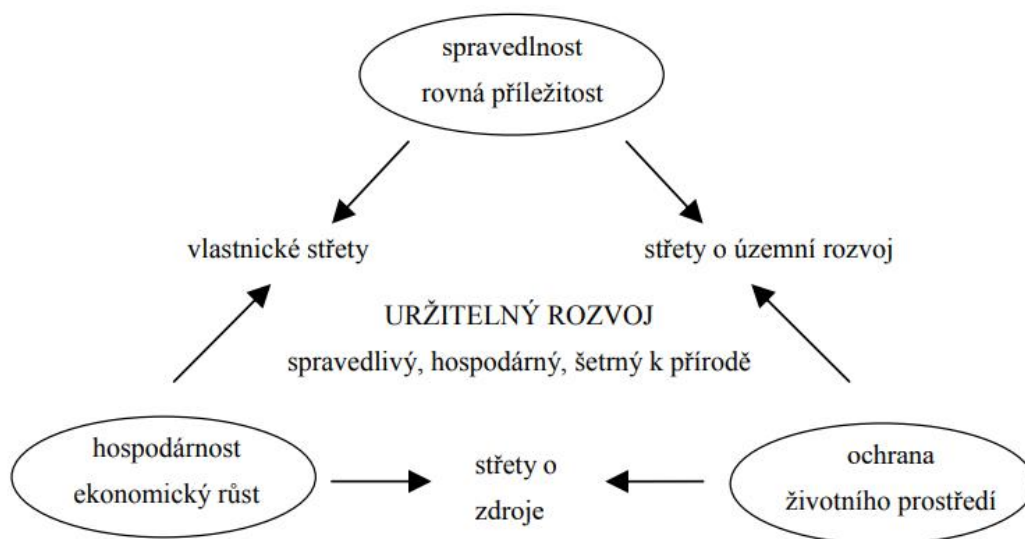 spravedlnost
rovná příležitost
vlastnické střety
střety o územní rozvoj
URŽITELNÝ ROZVOJ
spravedlivý, hospodárný, šetrný k přírodě
hospodárnost
ekonomický růst
střety o
zdroje
ochrana
životního prostředí